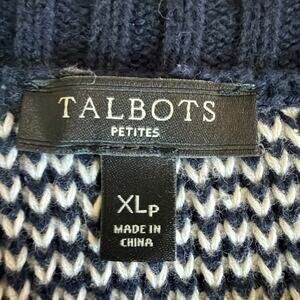 TALBOTS
PETITES
XLP
MADE IN
CHINA